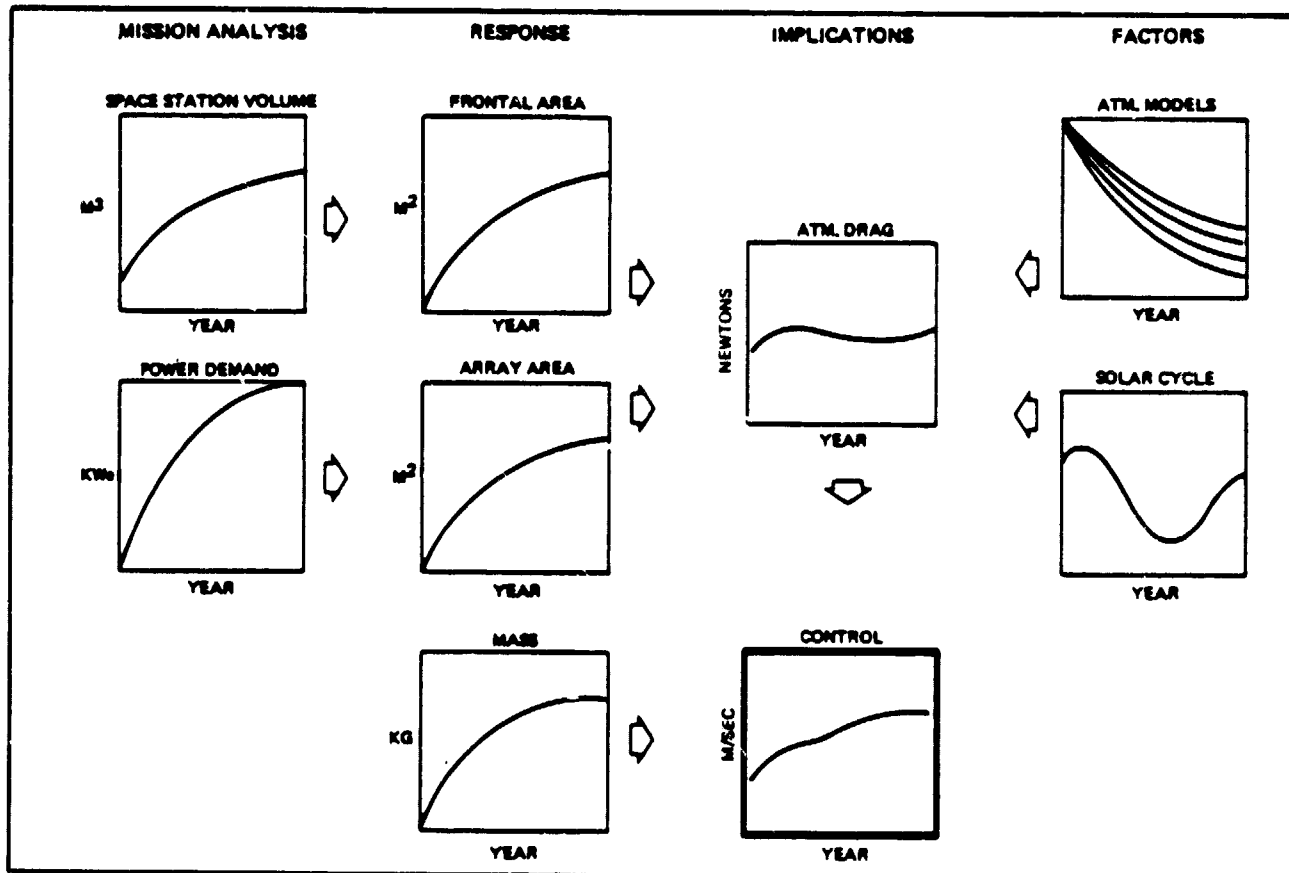 MISSION ANALYSIS
RESPONSE
IMPLICATIONS
FACTORS
SPACE STATION VOLUME
M3
YEAR
FRONTAL AREA
M2
YEAR
ATM. MODELS
YEAR
ATM. DRAG
NEWTONS
YEAR
POWER DEMAND
KWe
YEAR
ARRAY AREA
M2
YEAR
SOLAR CYCLE
YEAR
MASS
KG
YEAR
CONTROL
M/SEC
YEAR